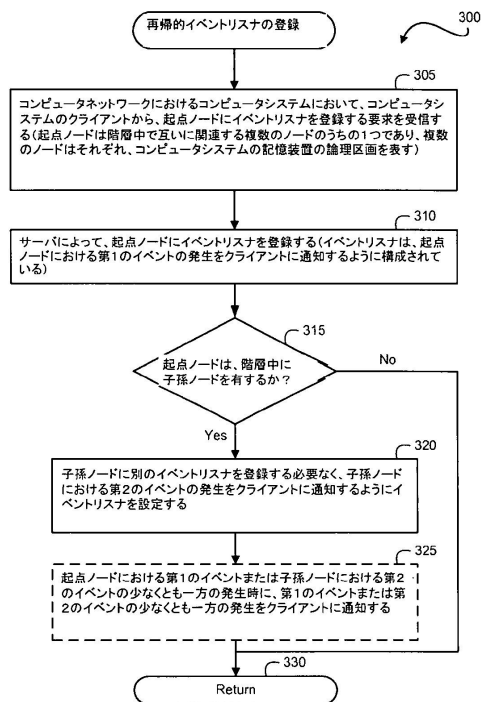 再帰的イベントリスナの登録
300
305
コンピュータネットワークにおけるコンピュータシステムにおいて、コンピュータシス
テムのクライアントから、起点ノードにイベントリスナを登録する要求を受信す
る(起点ノードは階層中で互いに関連する複数のノードのうちの1つであり、複数
のノードはそれぞれ、コンピュータシステムの記憶装置の論理区画を表す)
310
サーバによって、起点ノードにイベントリスナを登録する(イベントリスナは、起点
ノードにおける第1のイベントの発生をクライアントに通知するように構成されて
いる)
315
起点ノードは、階層中に
子孫ノードを有するか?
No
Yes
320
子孫ノードに別のイベントリスナを登録する必要なく、子孫ノード
における第2のイベントの発生をクライアントに通知するようにイ
ベントリスナを設定する
325
起点ノードにおける第1のイベントまたは子孫ノードにおける第2
のイベントの少なくとも一方の発生時に、第1のイベントまたは第
2のイベントの少なくとも一方の発生をクライアントに通知する
330
Return